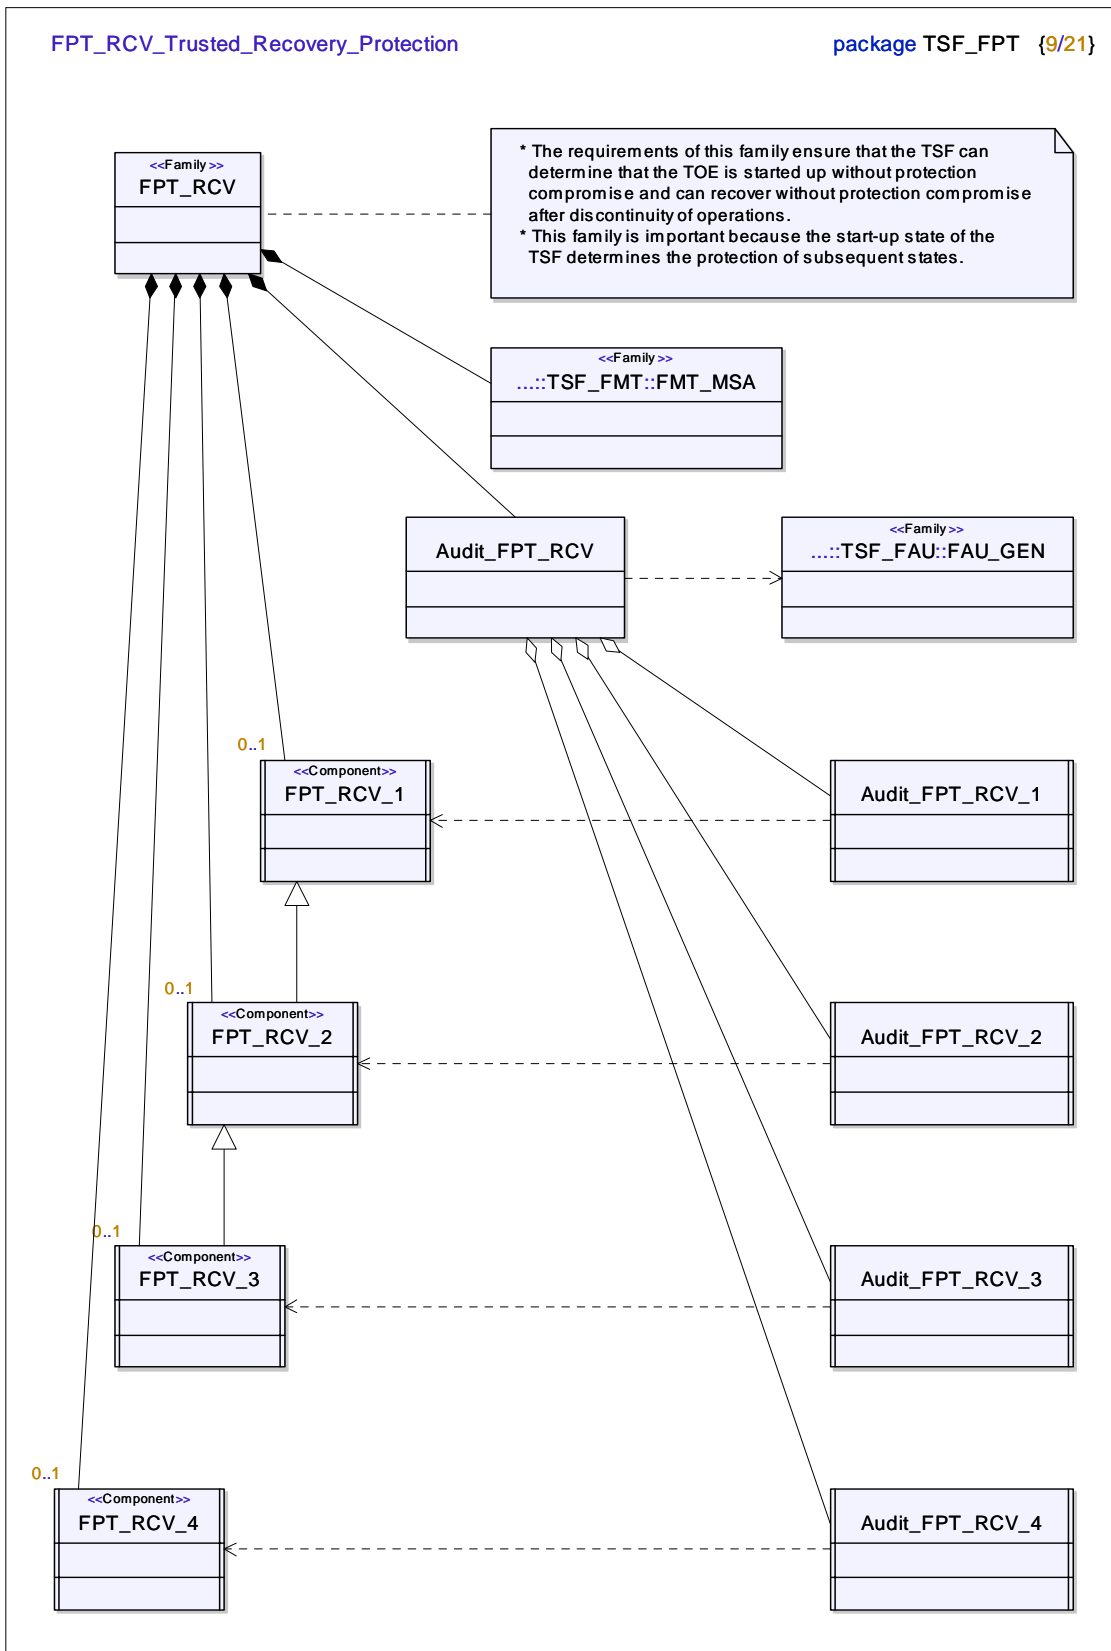 FPT_RCV_Trusted_Recovery_Protection
package TSF_FPT {9/21}
<<Family>>
FPT_RCV
* The requirements of this family ensure that the TSF can
determine that the TOE is started up without protection
compromise and can recover without protection compromise
after discontinuity of operations.
* This family is important because the start-up state of the
TSF determines the protection of subsequent states.
<<Family>>
...::TSF_FMT::FMT_MSA
Audit_FPT_RCV
<<Family>>
...::TSF_FAU::FAU_GEN
0..1
<<Component>>
FPT_RCV_1
Audit_FPT_RCV_1
0..1
<<Component>>
FPT_RCV_2
Audit_FPT_RCV_2
0..1
<<Component>>
FPT_RCV_3
Audit_FPT_RCV_3
0..1
<<Component>>
FPT_RCV_4
Audit_FPT_RCV_4